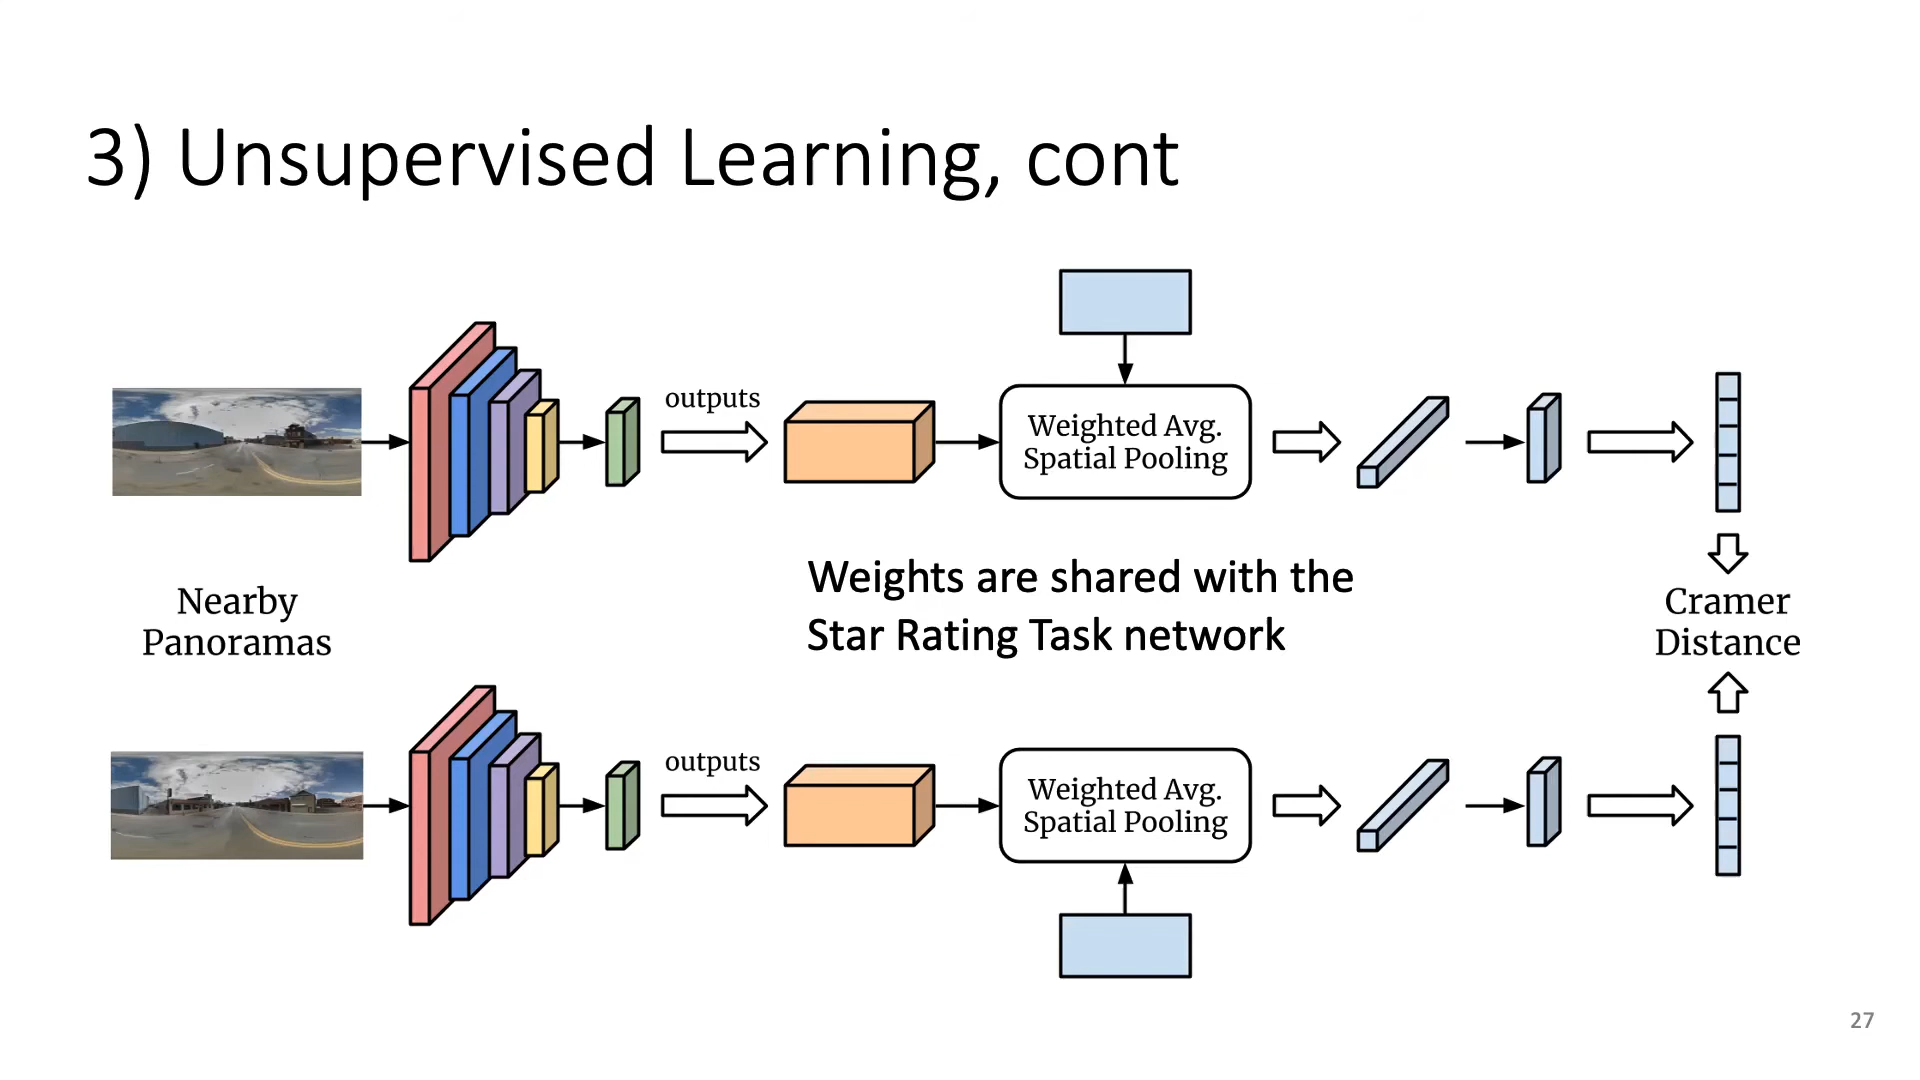 3) Unsupervised Learning, cont
outputs
Weighted Avg.
Spatial Pooling
Nearby
Panoramas
Weights are shared with the
Star Rating Task network
Cramer
Distance
outputs
Weighted Avg.
Spatial Pooling
27